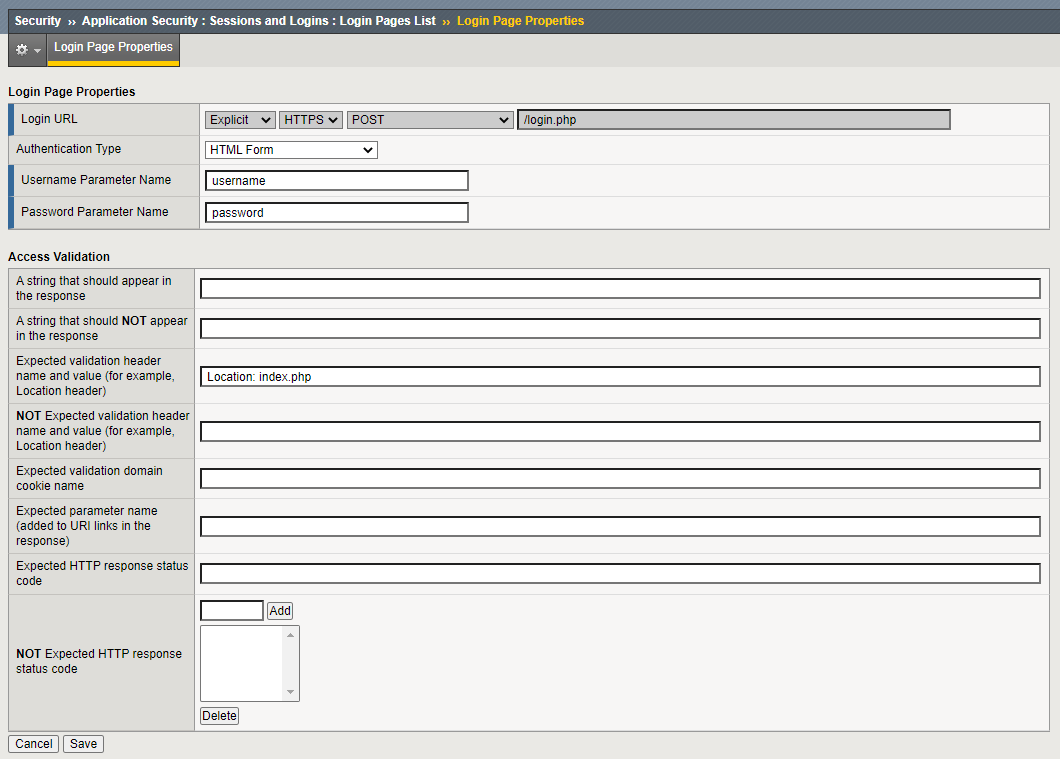 Security ›› Application Security : Sessions and Logins : Login Pages List ›› Login Page Properties
Login Page Properties
Login Page Properties
Login URL Explicit HTTPS POST /login.php
Authentication Type HTML Form
Username Parameter Name username
Password Parameter Name password
Access Validation
A string that should appear in
the response
A string that should NOT appear
in the response
Expected validation header
name and value (for example,
Location header)
Location: index.php
NOT Expected validation header
name and value (for example,
Location header)
Expected validation domain
cookie name
Expected parameter name
(added to URI links in the
response)
Expected HTTP response status
code
Add
NOT Expected HTTP response
status code
Delete
Cancel Save